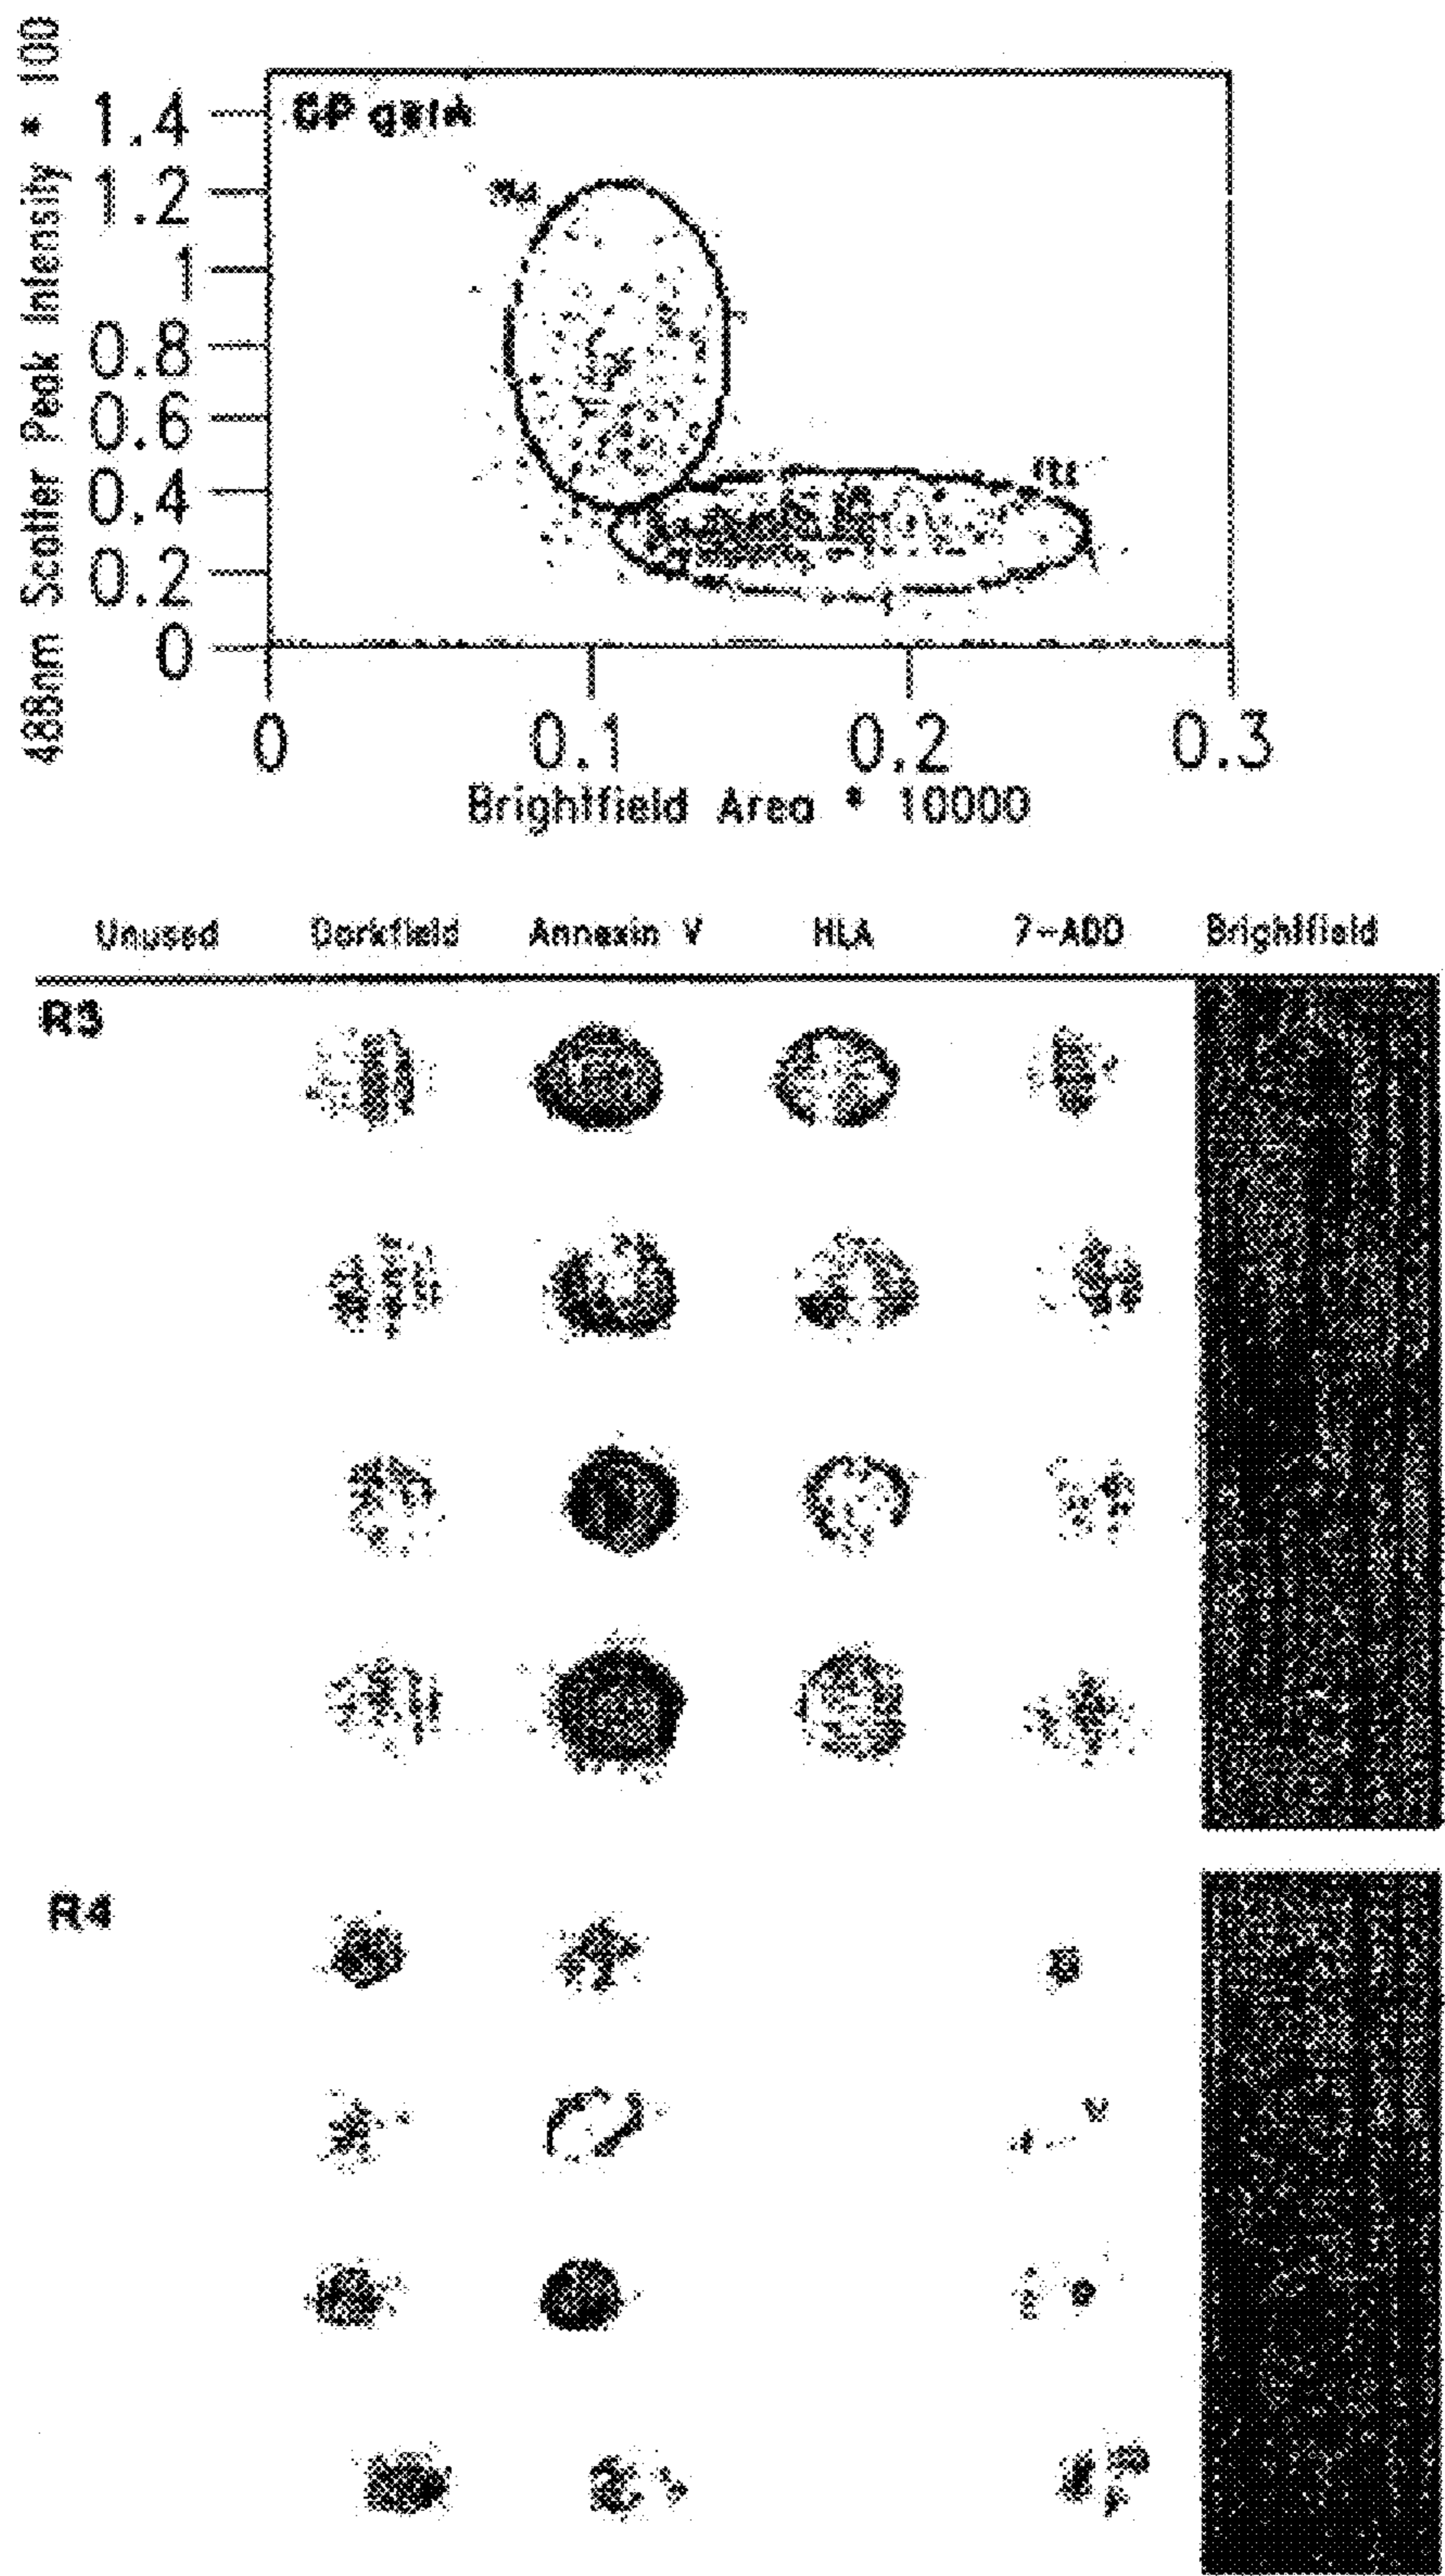 488nm Scatter Peak Intensity * 100
1.4
1.2
1
0.8
0.6
0.4
0.2
0
0 0.1 0.2 0.3
Brightfield Area * 10000
Unused Darkfield Annexin V HLA 7-ADD Brightfield
R3
R4